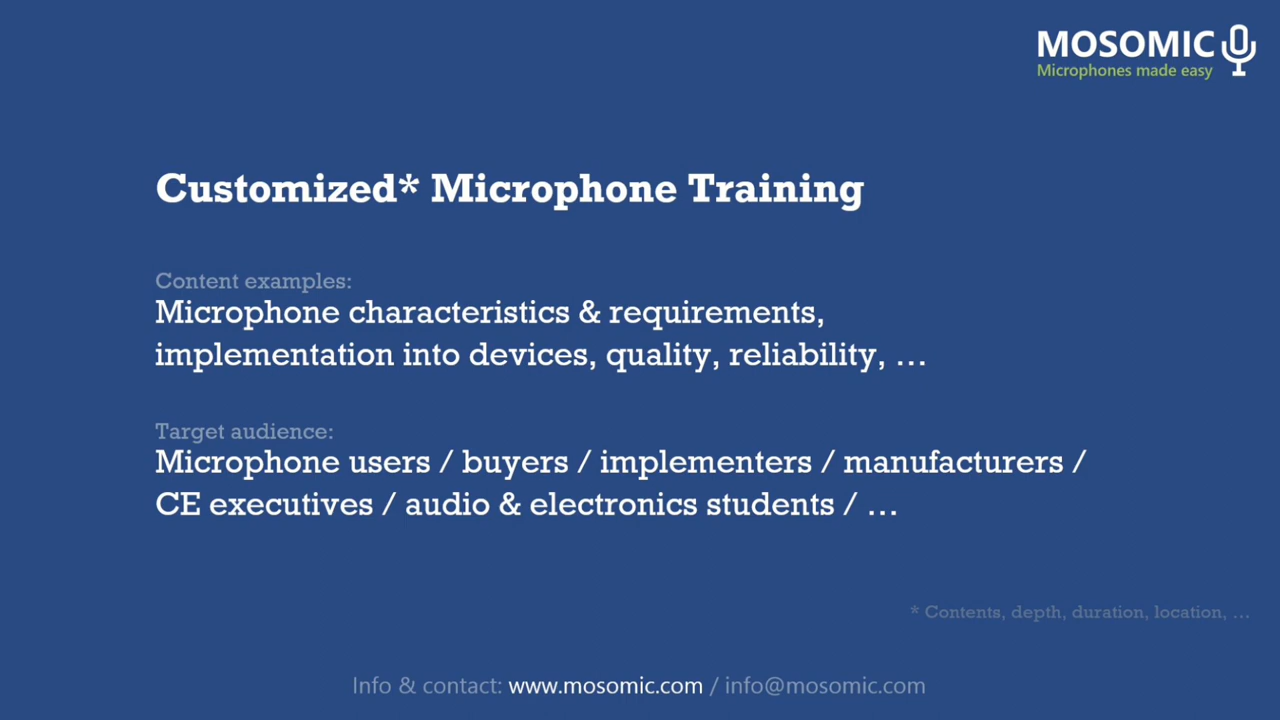 MOSOMIC
Microphones made easy
Customized* Microphone Training
Content examples:
Microphone characteristics & requirements,
implementation into devices, quality, reliability, …
Target audience:
Microphone users / buyers / implementers / manufacturers /
CE executives / audio & electronics students / …
* Contents, depth, duration, location, …
Info & contact: www.mosomic.com / info@mosomic.com